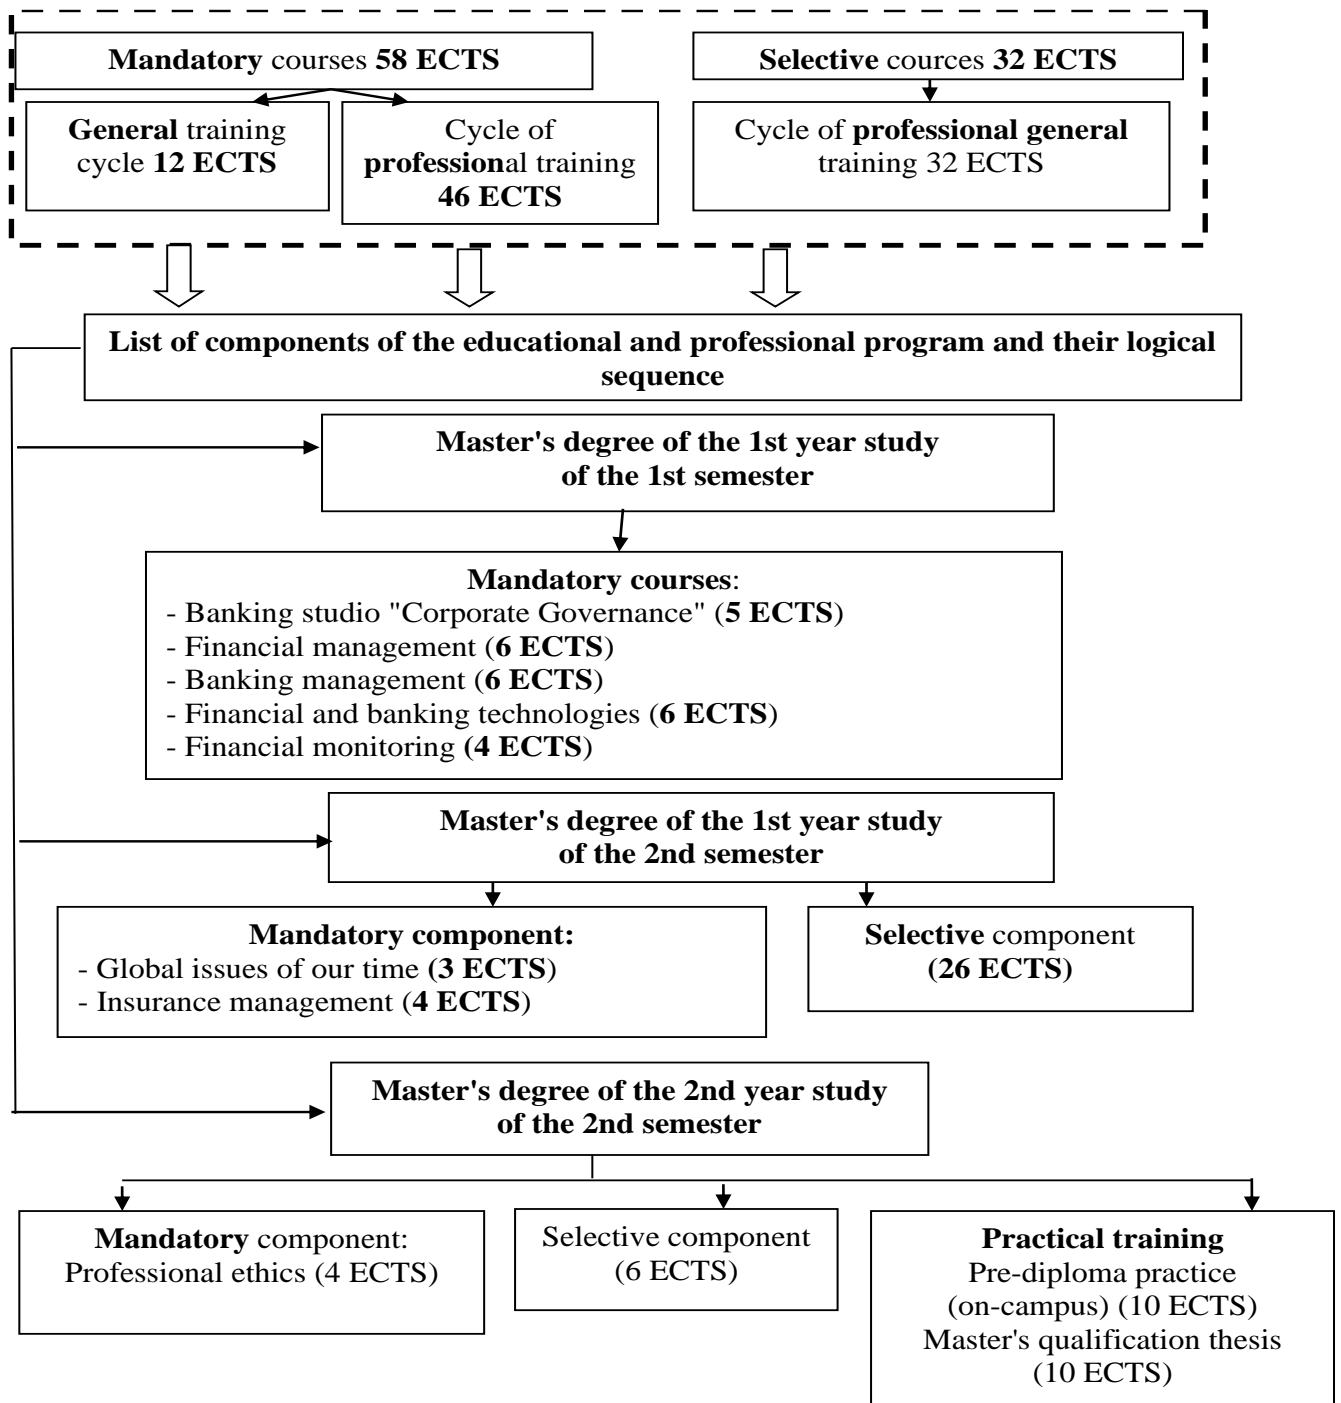 Mandatory courses 58 ECTS
Selective cources 32 ECTS
General training
cycle 12 ECTS
Cycle of
professional training
46 ECTS
Cycle of professional general
training 32 ECTS
List of components of the educational and professional program and their logical
sequence
Master's degree of the 1st year study
of the 1st semester
Mandatory courses:
- Banking studio "Corporate Governance" (5 ECTS)
- Financial management (6 ECTS)
- Banking management (6 ECTS)
- Financial and banking technologies (6 ECTS)
- Financial monitoring (4 ECTS)
Master's degree of the 1st year study
of the 2nd semester
Mandatory component:
- Global issues of our time (3 ECTS)
- Insurance management (4 ECTS)
Selective component
(26 ECTS)
Master's degree of the 2nd year study
of the 2nd semester
Mandatory component:
Professional ethics (4 ECTS)
Selective component
(6 ECTS)
Practical training
Pre-diploma practice
(on-campus) (10 ECTS)
Master's qualification thesis
(10 ECTS)